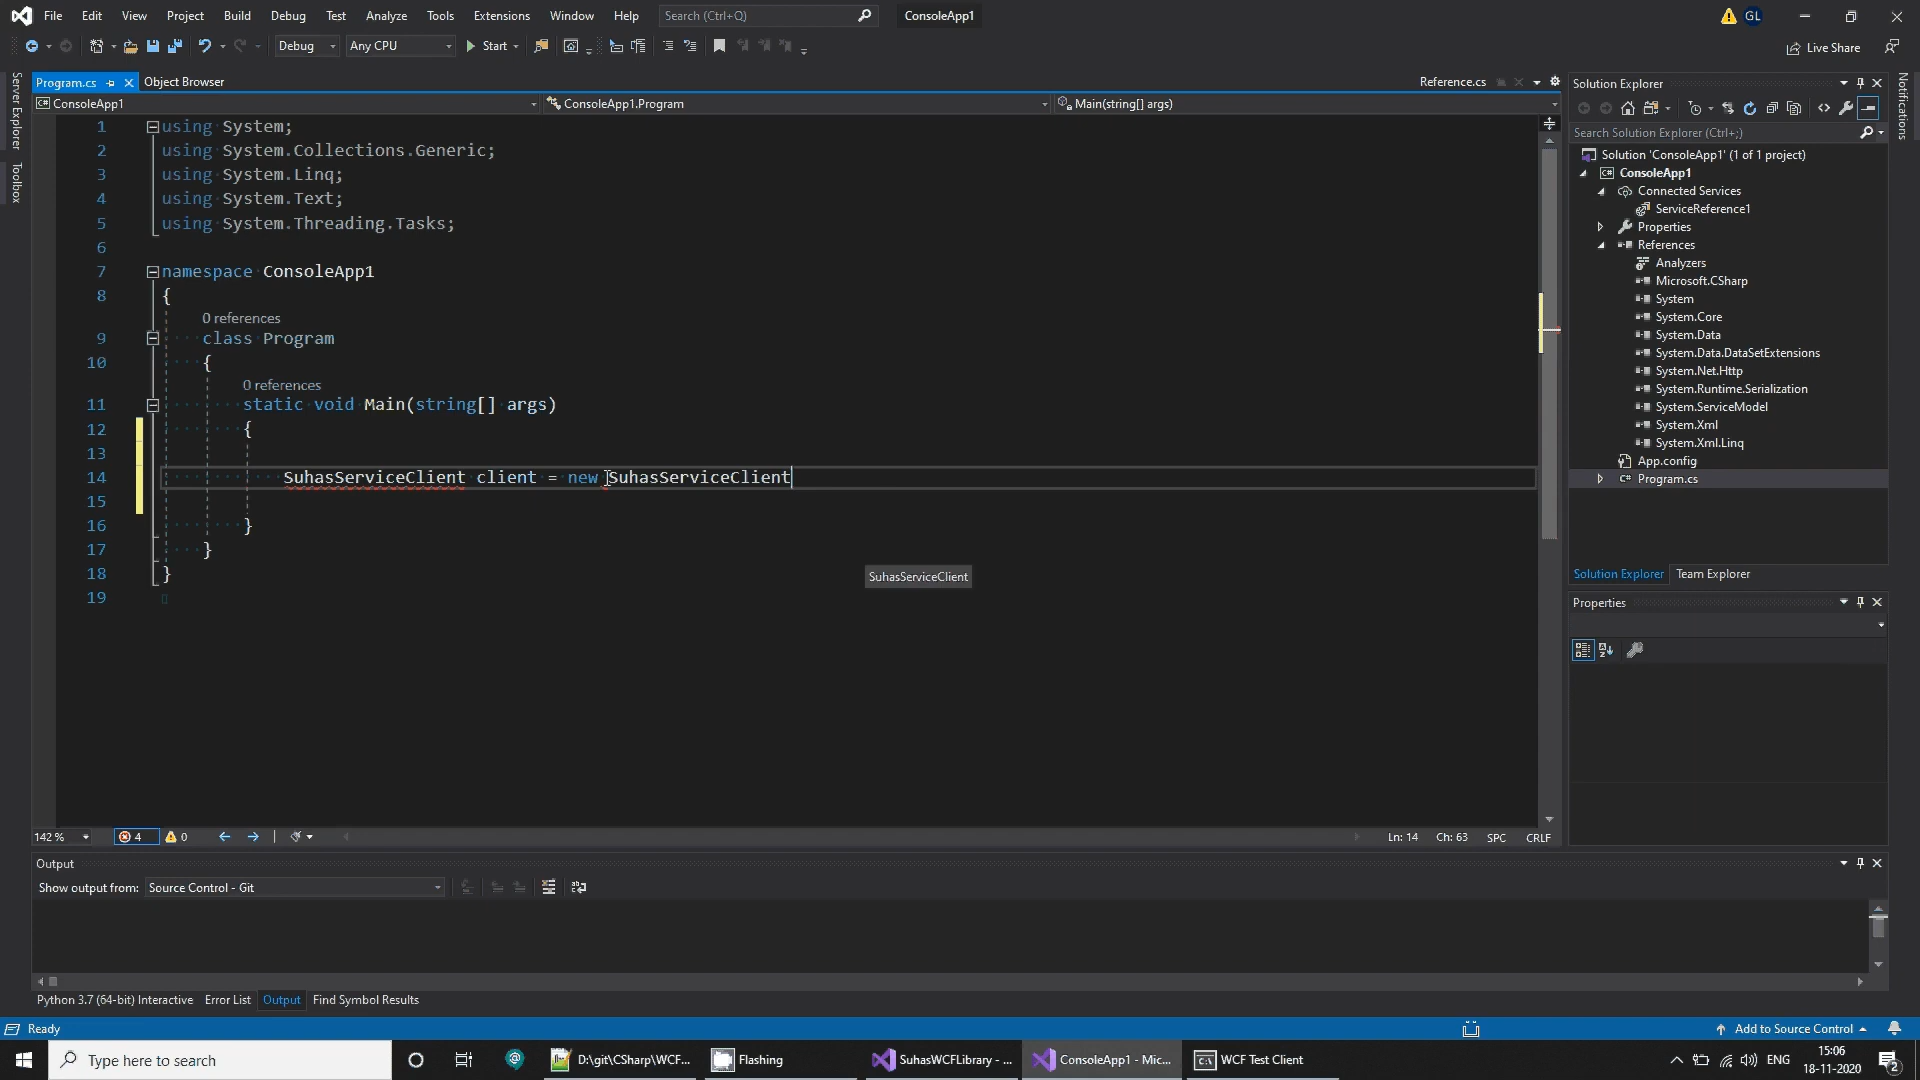 File Edit View Project Build Debug Test Analyze Tools Extensions Window Help Search (Ctrl+Q) ConsoleApp1 GL
Debug Any CPU Start Live Share
Server Explorer
Toolbox
Program.cs Object Browser Reference.cs
ConsoleApp1 ConsoleApp1.Program Main(string[] args)
1 using System;
2 using System.Collections.Generic;
3 using System.Linq;
4 using System.Text;
5 using System.Threading.Tasks;
6
7 namespace ConsoleApp1
8 {
0 references
9 class Program
10 {
0 references
11 static void Main(string[] args)
12 {
13
14 SuhasServiceClient client = new SuhasServiceClient
15
16 }
17 }
18 }
19
SuhasServiceClient
142 % 4 0 Ln: 14 Ch: 63 SPC CRLF
Solution Explorer
Search Solution Explorer (Ctrl+;)
Solution 'ConsoleApp1' (1 of 1 project)
C# ConsoleApp1
Connected Services
ServiceReference1
Properties
References
Analyzers
Microsoft.CSharp
System
System.Core
System.Data
System.Data.DataSetExtensions
System.Net.Http
System.Runtime.Serialization
System.ServiceModel
System.Xml
System.Xml.Linq
App.config
C# Program.cs
Solution Explorer Team Explorer
Properties
Notifications
Output
Show output from: Source Control - Git
Python 3.7 (64-bit) Interactive Error List Output Find Symbol Results
Ready Add to Source Control
Type here to search D:\git\CSharp\WCF... Flashing SuhasWCFLibrary - ... ConsoleApp1 - Mic... WCF Test Client ENG 15:06
18-11-2020 2